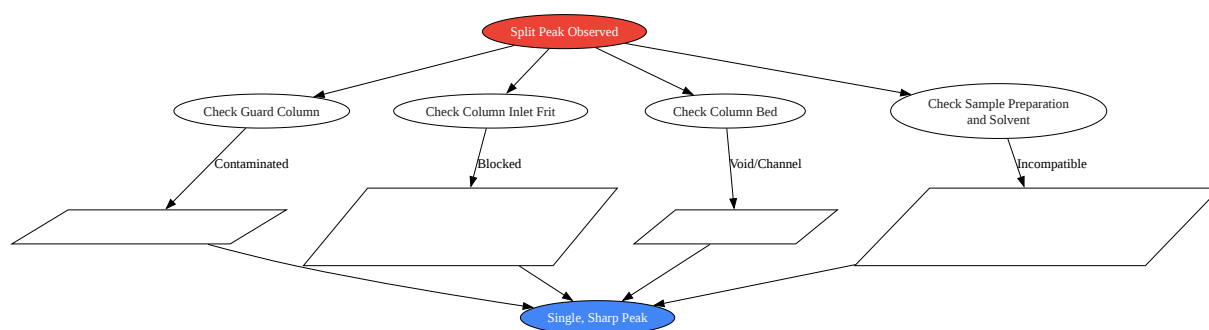 Split Peak Observed
Check Guard Column
Check Column Inlet Frit
Check Column Bed
Check Sample Preparation
and Solvent
Contaminated
Blocked
Void/Channel
Incompatible
Single, Sharp Peak